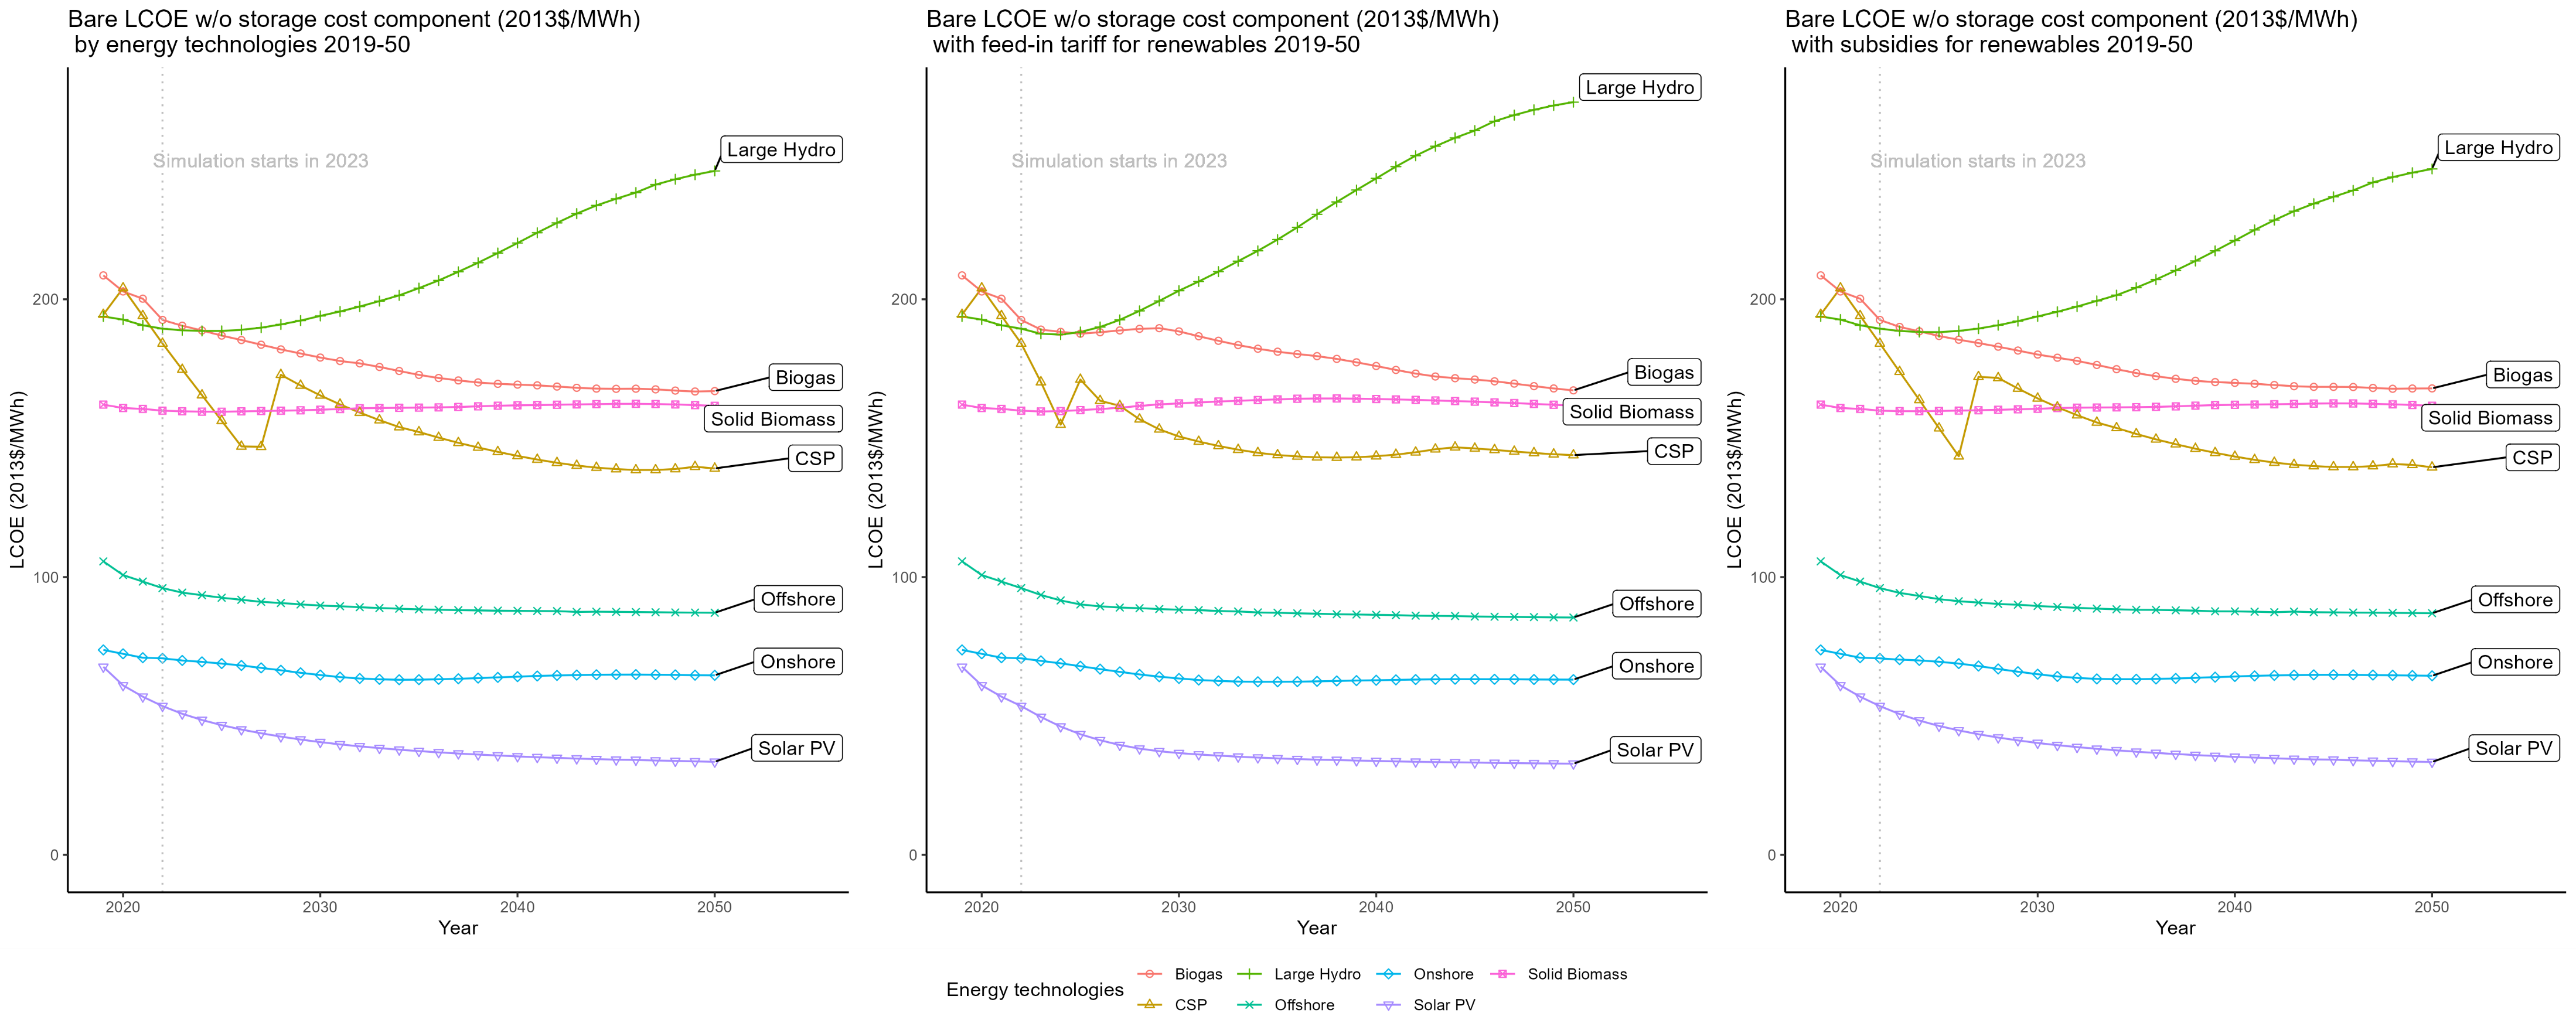 Bare LCOE w/o storage cost component (2013$/MWh)
by energy technologies 2019-50
LCOE (2013$/MWh)
200
100
0
Simulation starts in 2023
Large Hydro
Biogas
Solid Biomass
CSP
Offshore
Onshore
Solar PV
2020
2030
2040
2050
Year
Bare LCOE w/o storage cost component (2013$/MWh)
with feed-in tariff for renewables 2019-50
LCOE (2013$/MWh)
200
100
0
Simulation starts in 2023
Large Hydro
Biogas
Solid Biomass
CSP
Offshore
Onshore
Solar PV
2020
2030
2040
2050
Year
Bare LCOE w/o storage cost component (2013$/MWh)
with subsidies for renewables 2019-50
LCOE (2013$/MWh)
200
100
0
Simulation starts in 2023
Large Hydro
Biogas
Solid Biomass
CSP
Offshore
Onshore
Solar PV
2020
2030
2040
2050
Year
Energy technologies
Biogas
Large Hydro
Onshore
Solid Biomass
CSP
Offshore
Solar PV